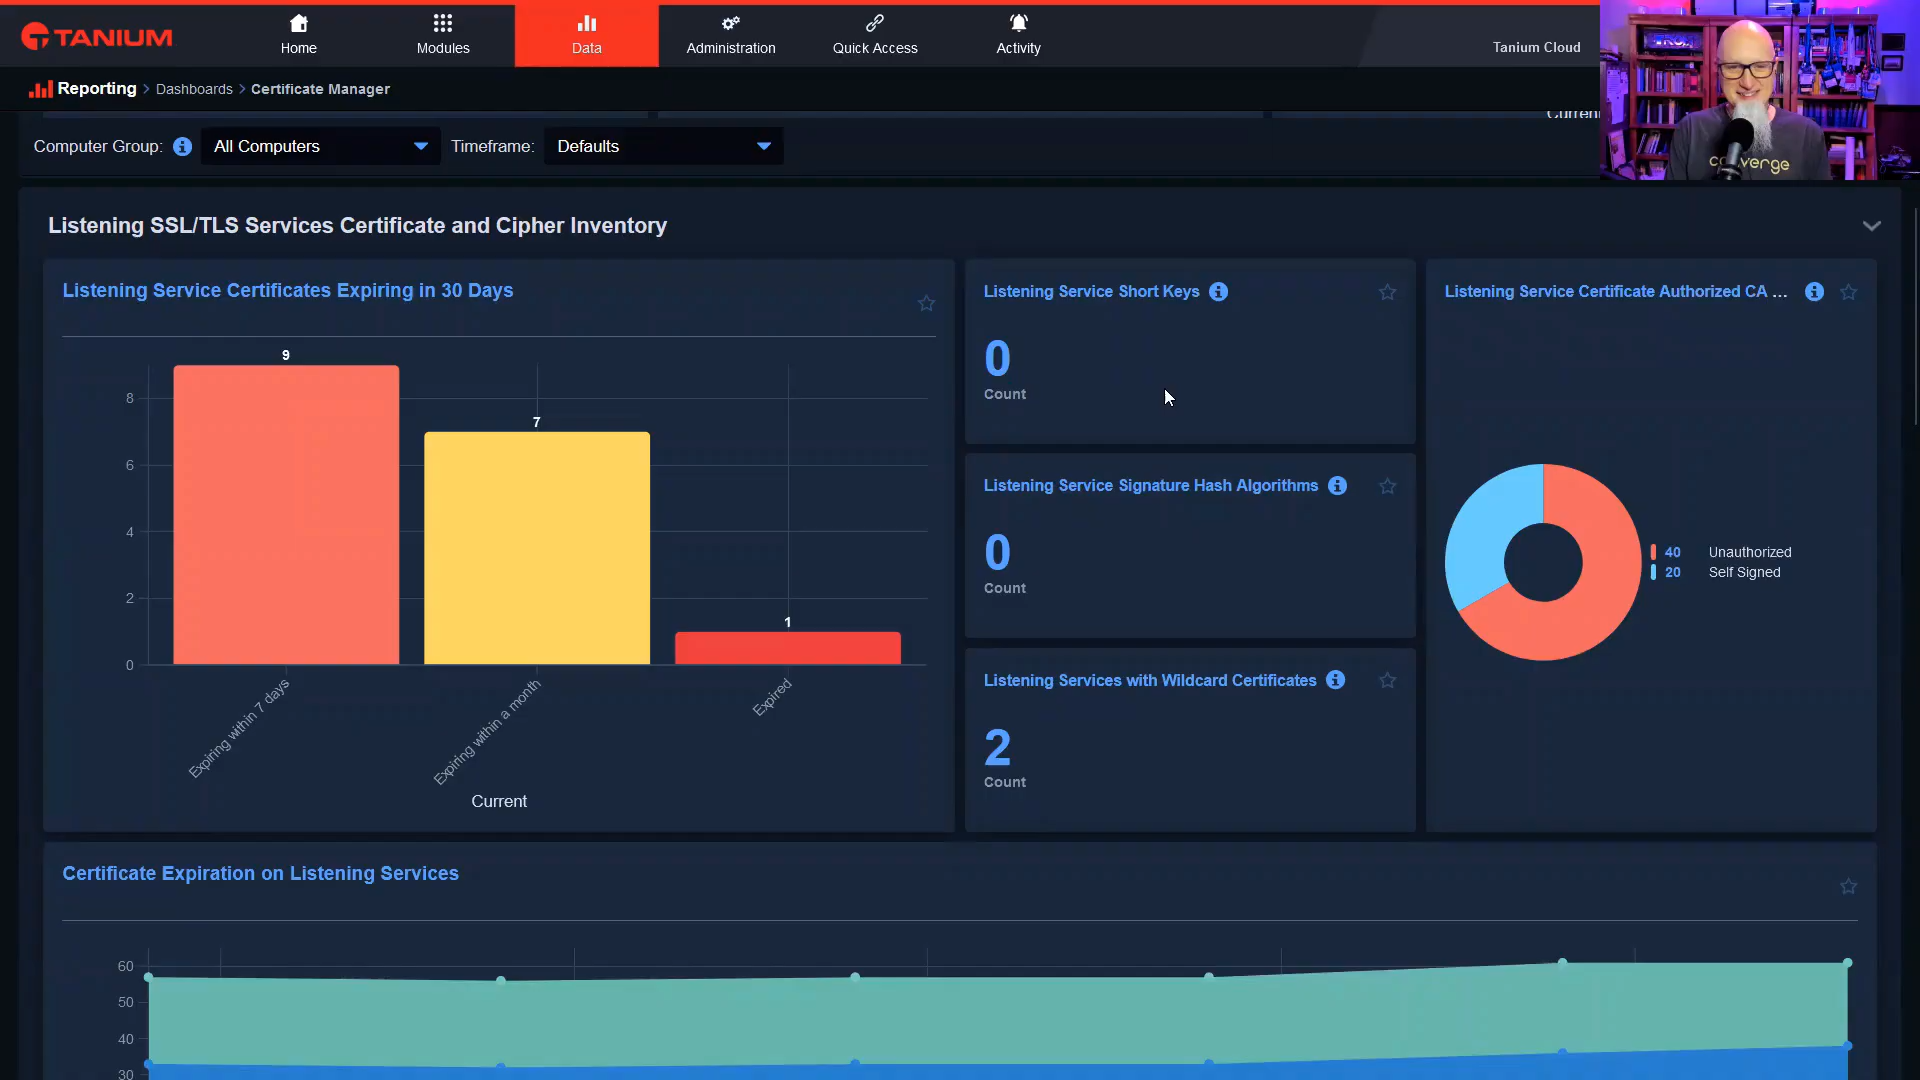 TANIUM
Home
Modules
Data
Administration
Quick Access
Activity
Tanium Cloud
Reporting > Dashboards > Certificate Manager
Computer Group:
All Computers
Timeframe:
Defaults
converge
Listening SSL/TLS Services Certificate and Cipher Inventory
Listening Service Certificates Expiring in 30 Days
9
7
1
8
6
4
2
0
Expiring within 7 days
Expiring within a month
Expired
Current
Listening Service Short Keys
0
Count
Listening Service Signature Hash Algorithms
0
Count
Listening Services with Wildcard Certificates
2
Count
Listening Service Certificate Authorized CA ...
40 Unauthorized
20 Self Signed
Certificate Expiration on Listening Services
60
50
40
30